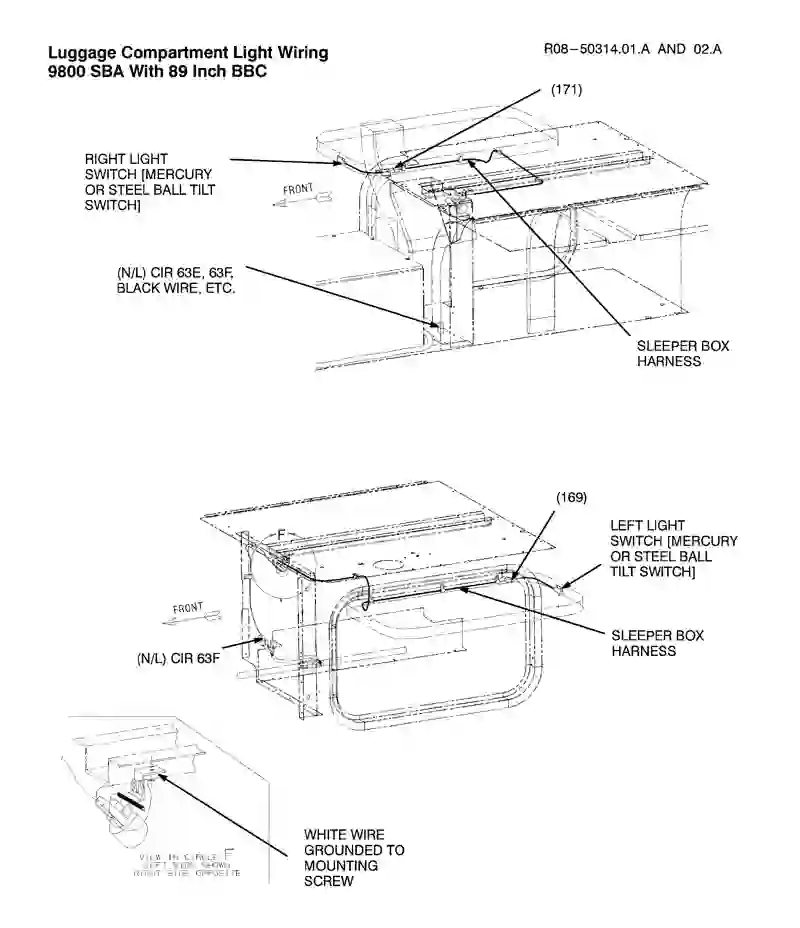 Luggage Compartment Light Wiring
9800 SBA With 89 Inch BBC
R08-50314.01.A AND 02.A
(171)
RIGHT LIGHT
SWITCH [MERCURY
OR STEEL BALL TILT
SWITCH]
FRONT
(N/L) CIR 63E, 63F,
BLACK WIRE, ETC.
SLEEPER BOX
HARNESS
(169)
F
LEFT LIGHT
SWITCH [MERCURY
OR STEEL BALL
TILT SWITCH]
FRONT
(N/L) CIR 63F
SLEEPER BOX
HARNESS
WHITE WIRE
GROUNDED TO
MOUNTING
SCREW
VIEW IN CIRCLE F
LEFT SIDE SHOWN
RIGHT SIDE OPPOSITE